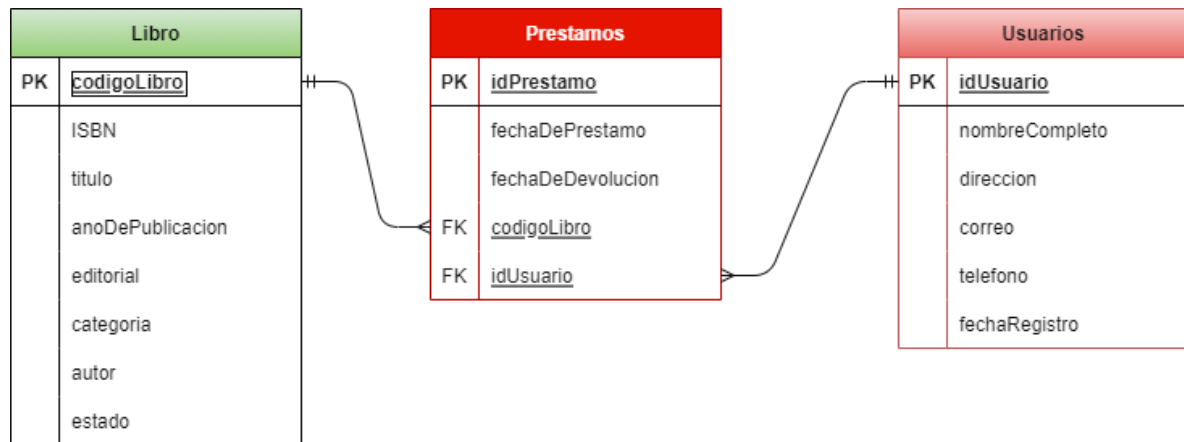 Libro
PK codigoLibro
ISBN
titulo
anoDePublicacion
editorial
categoria
autor
estado
Prestamos
PK idPrestamo
fechaDePrestamo
fechaDeDevolucion
FK codigoLibro
FK idUsuario
Usuarios
PK idUsuario
nombreCompleto
direccion
correo
telefono
fechaRegistro